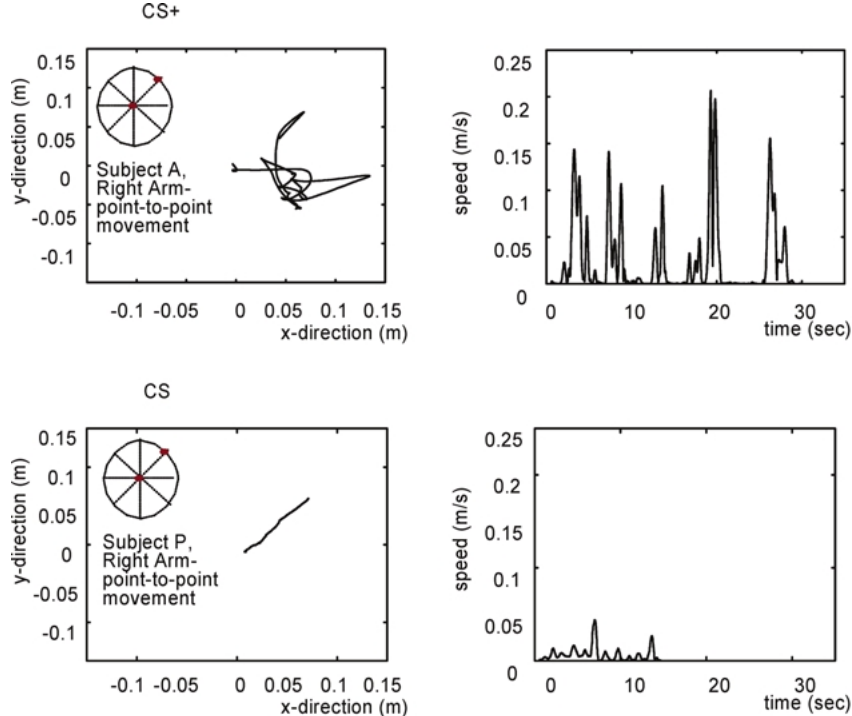 CS+
0.15
0.1
0.05
0
-0.05
-0.1
y-direction (m)
Subject A,
Right Arm-
point-to-point
movement
-0.1 -0.05 0 0.05 0.1 0.15
x-direction (m)
0.25
0.2
0.15
0.1
0.05
0
speed (m/s)
0 10 20 30
time (sec)
CS
0.15
0.1
0.05
0
-0.05
-0.1
y-direction (m)
Subject P,
Right Arm-
point-to-point
movement
-0.1 -0.05 0 0.05 0.1 0.15
x-direction (m)
0.25
0.2
0.15
0.1
0.05
0
speed (m/s)
0 10 20 30
time (sec)